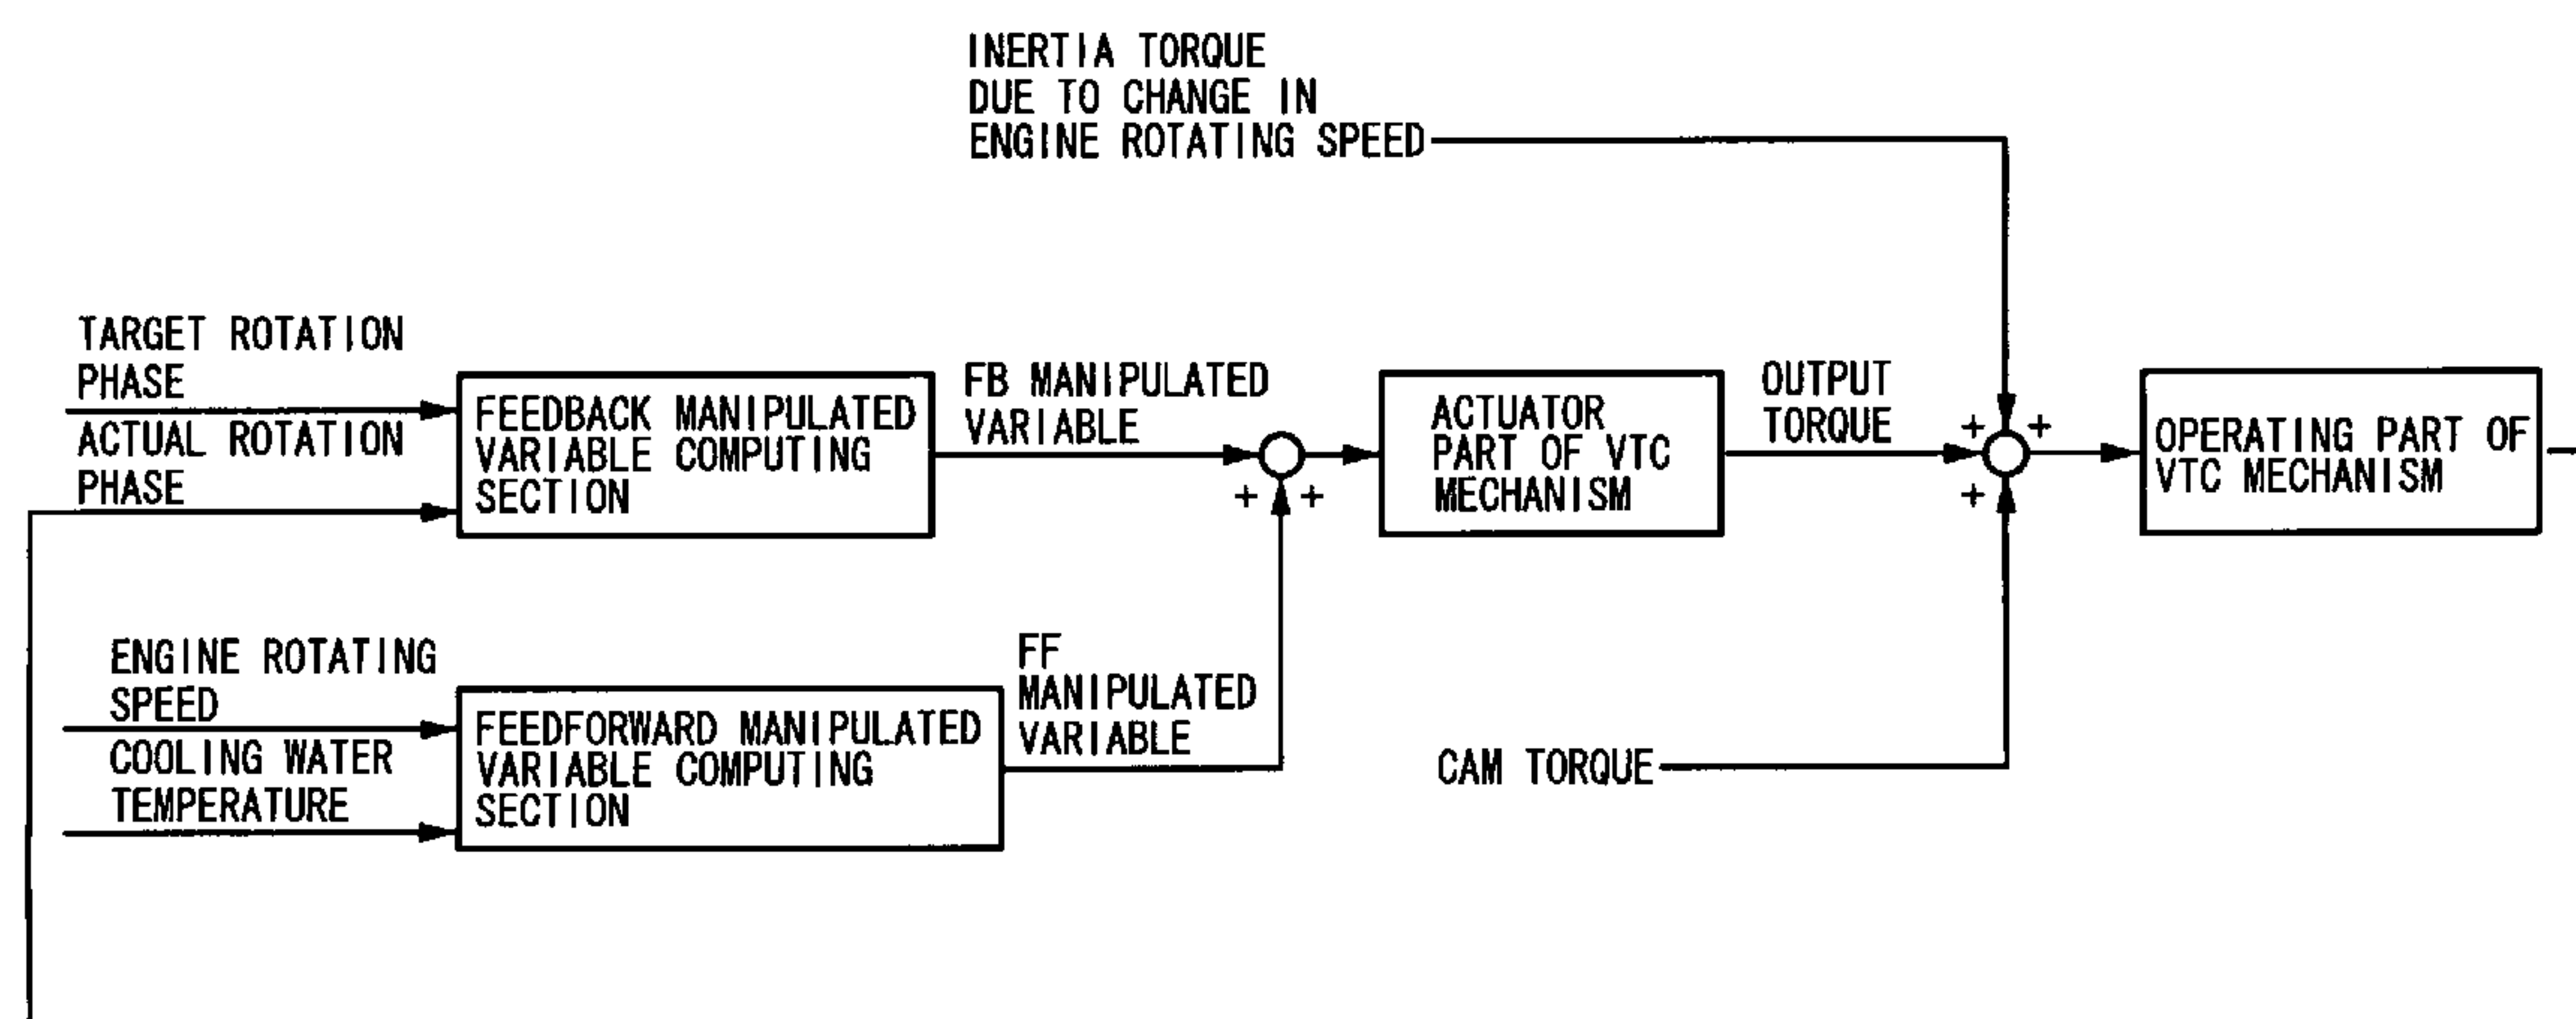 INERTIA TORQUE
DUE TO CHANGE IN
ENGINE ROTATING SPEED
TARGET ROTATION
PHASE
ACTUAL ROTATION
PHASE
FEEDBACK MANIPULATED
VARIABLE COMPUTING
SECTION
FB MANIPULATED
VARIABLE
+ +
ACTUATOR
PART OF VTC
MECHANISM
OUTPUT
TORQUE
+ +
+
OPERATING PART OF
VTC MECHANISM
ENGINE ROTATING
SPEED
COOLING WATER
TEMPERATURE
FEEDFORWARD MANIPULATED
VARIABLE COMPUTING
SECTION
FF
MANIPULATED
VARIABLE
CAM TORQUE